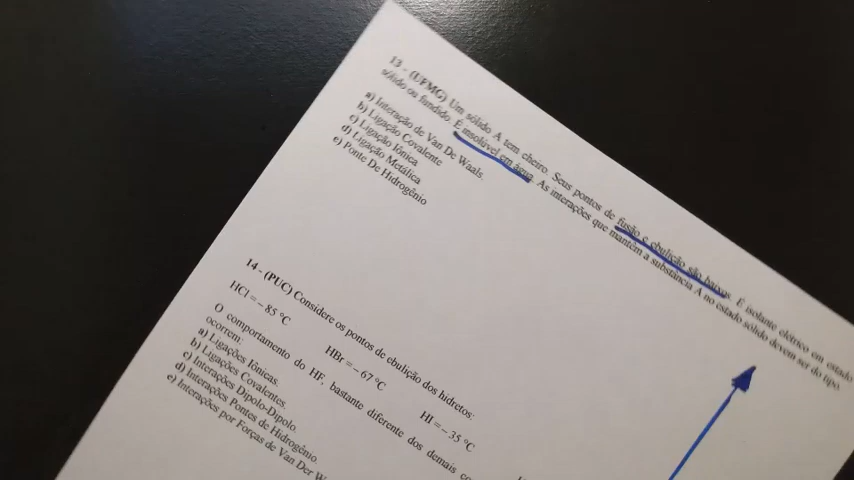 13 - (UFMG) Um sólido A tem cheiro. Seus pontos de fusão e ebulição são baixos. É isolante elétrico em estado
sólido ou fundido. É insolúvel em água. As interações que mantêm a substância A no estado sólido devem ser do tipo.
a) Interação de Van De Waals.
b) Ligação Covalente
c) Ligação Iônica
d) Ligação Metálica
e) Ponte De Hidrogênio
14 - (PUC) Considere os pontos de ebulição dos hidretos:
HCl = - 85 °C HBr = - 67 °C HI = - 35 °C
O comportamento do HF, bastante diferente dos demais
ocorrem:
a) Ligações Iônicas.
b) Ligações Covalentes.
c) Interações Dipolo-Dipolo.
d) Interações Pontes de Hidrogênio.
e) Interações por Forças de Van Der